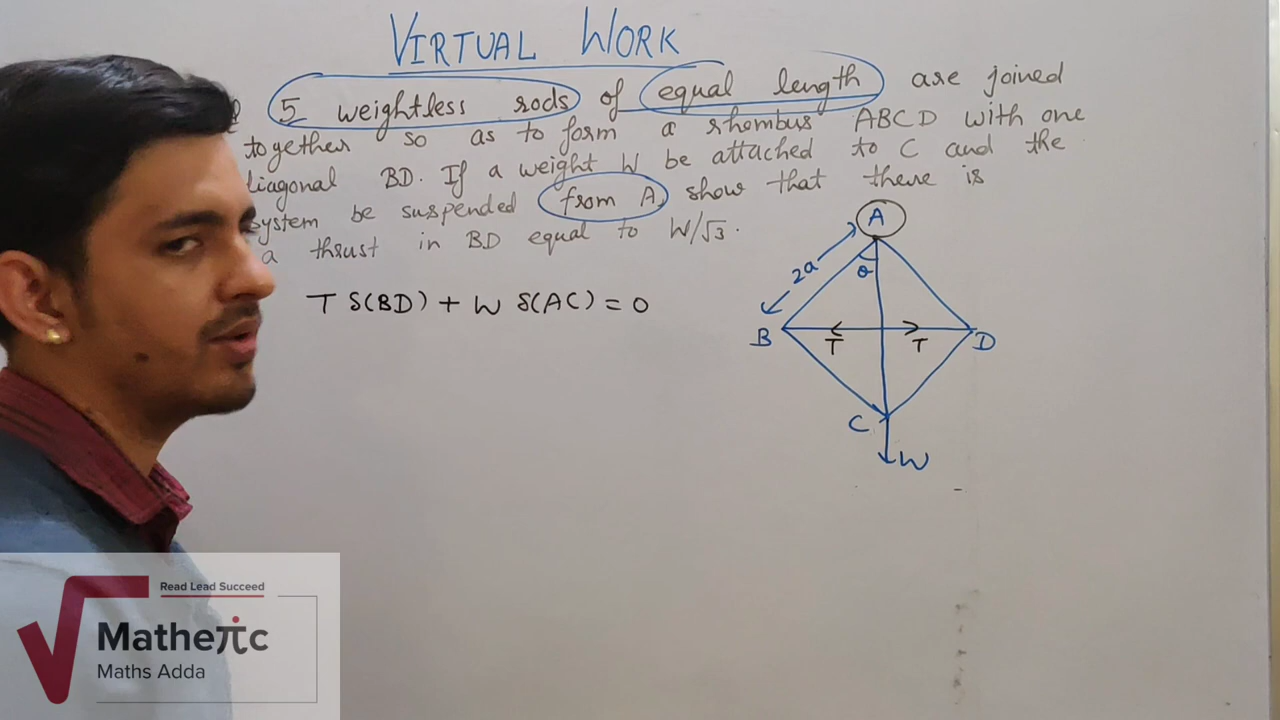 VIRTUAL WORK
5 weightless rods of equal length are joined
together so as to form a rhombus ABCD with one
diagonal BD. If a weight W be attached to C and the
system be suspended from A, show that there is
a thrust in BD equal to W/√3.
T δ(BD) + W δ(AC) = 0
A
2a
θ
B
T
T
D
C
W
Read Lead Succeed
Matheπc
Maths Adda